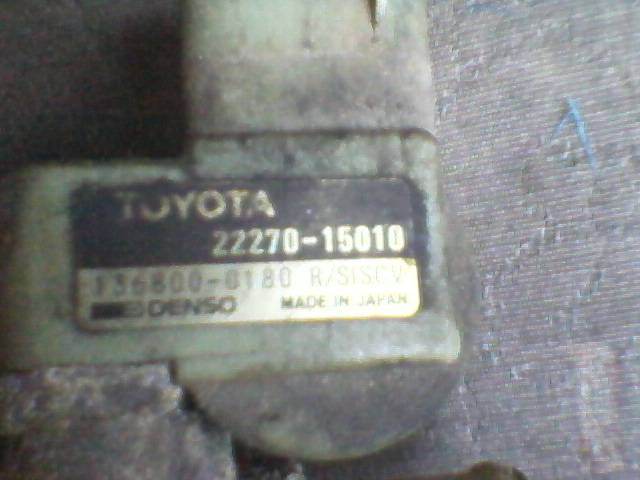 TOYOTA
22270-15010
136800-0180 R/SISCV
DENSO MADE IN JAPAN